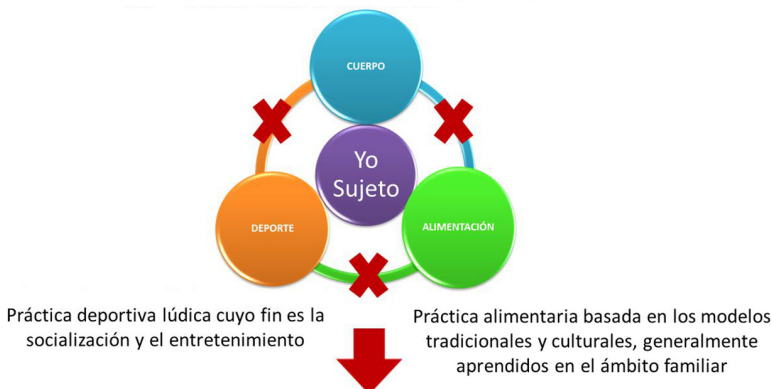 CUERPO
Yo
Sujeto
DEPORTE
ALIMENTACIÓN
Práctica deportiva lúdica cuyo fin es la
socialización y el entretenimiento
Práctica alimentaria basada en los modelos
tradicionales y culturales, generalmente
aprendidos en el ámbito familiar